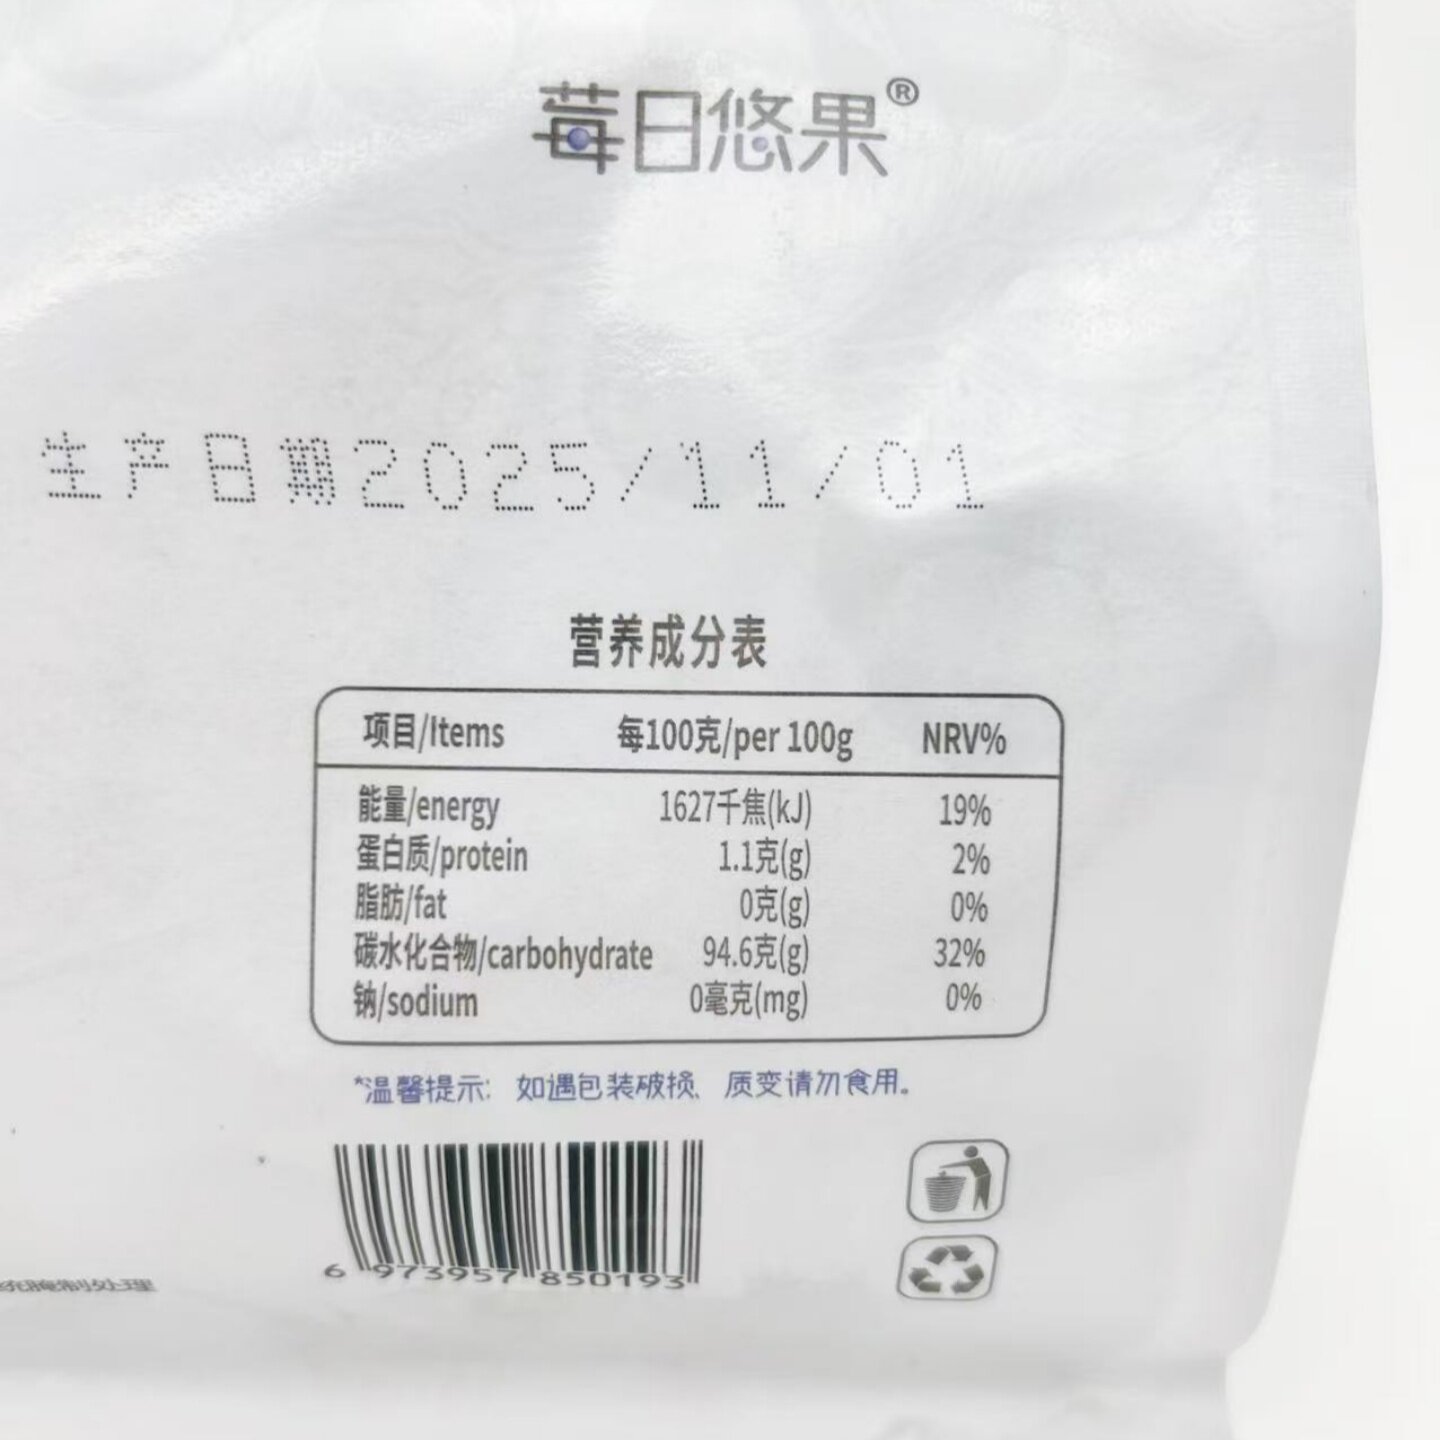 莓日悠果®
生产日期2025/11/01
营养成分表
项目/Items 每100克/per 100g NRV%
能量/energy 1627千焦(kJ) 19%
蛋白质/protein 1.1克(g) 2%
脂肪/fat 0克(g) 0%
碳水化合物/carbohydrate 94.6克(g) 32%
钠/sodium 0毫克(mg) 0%
*温馨提示: 如遇包装破损、质变请勿食用。
6 973957 850193
腌制处理